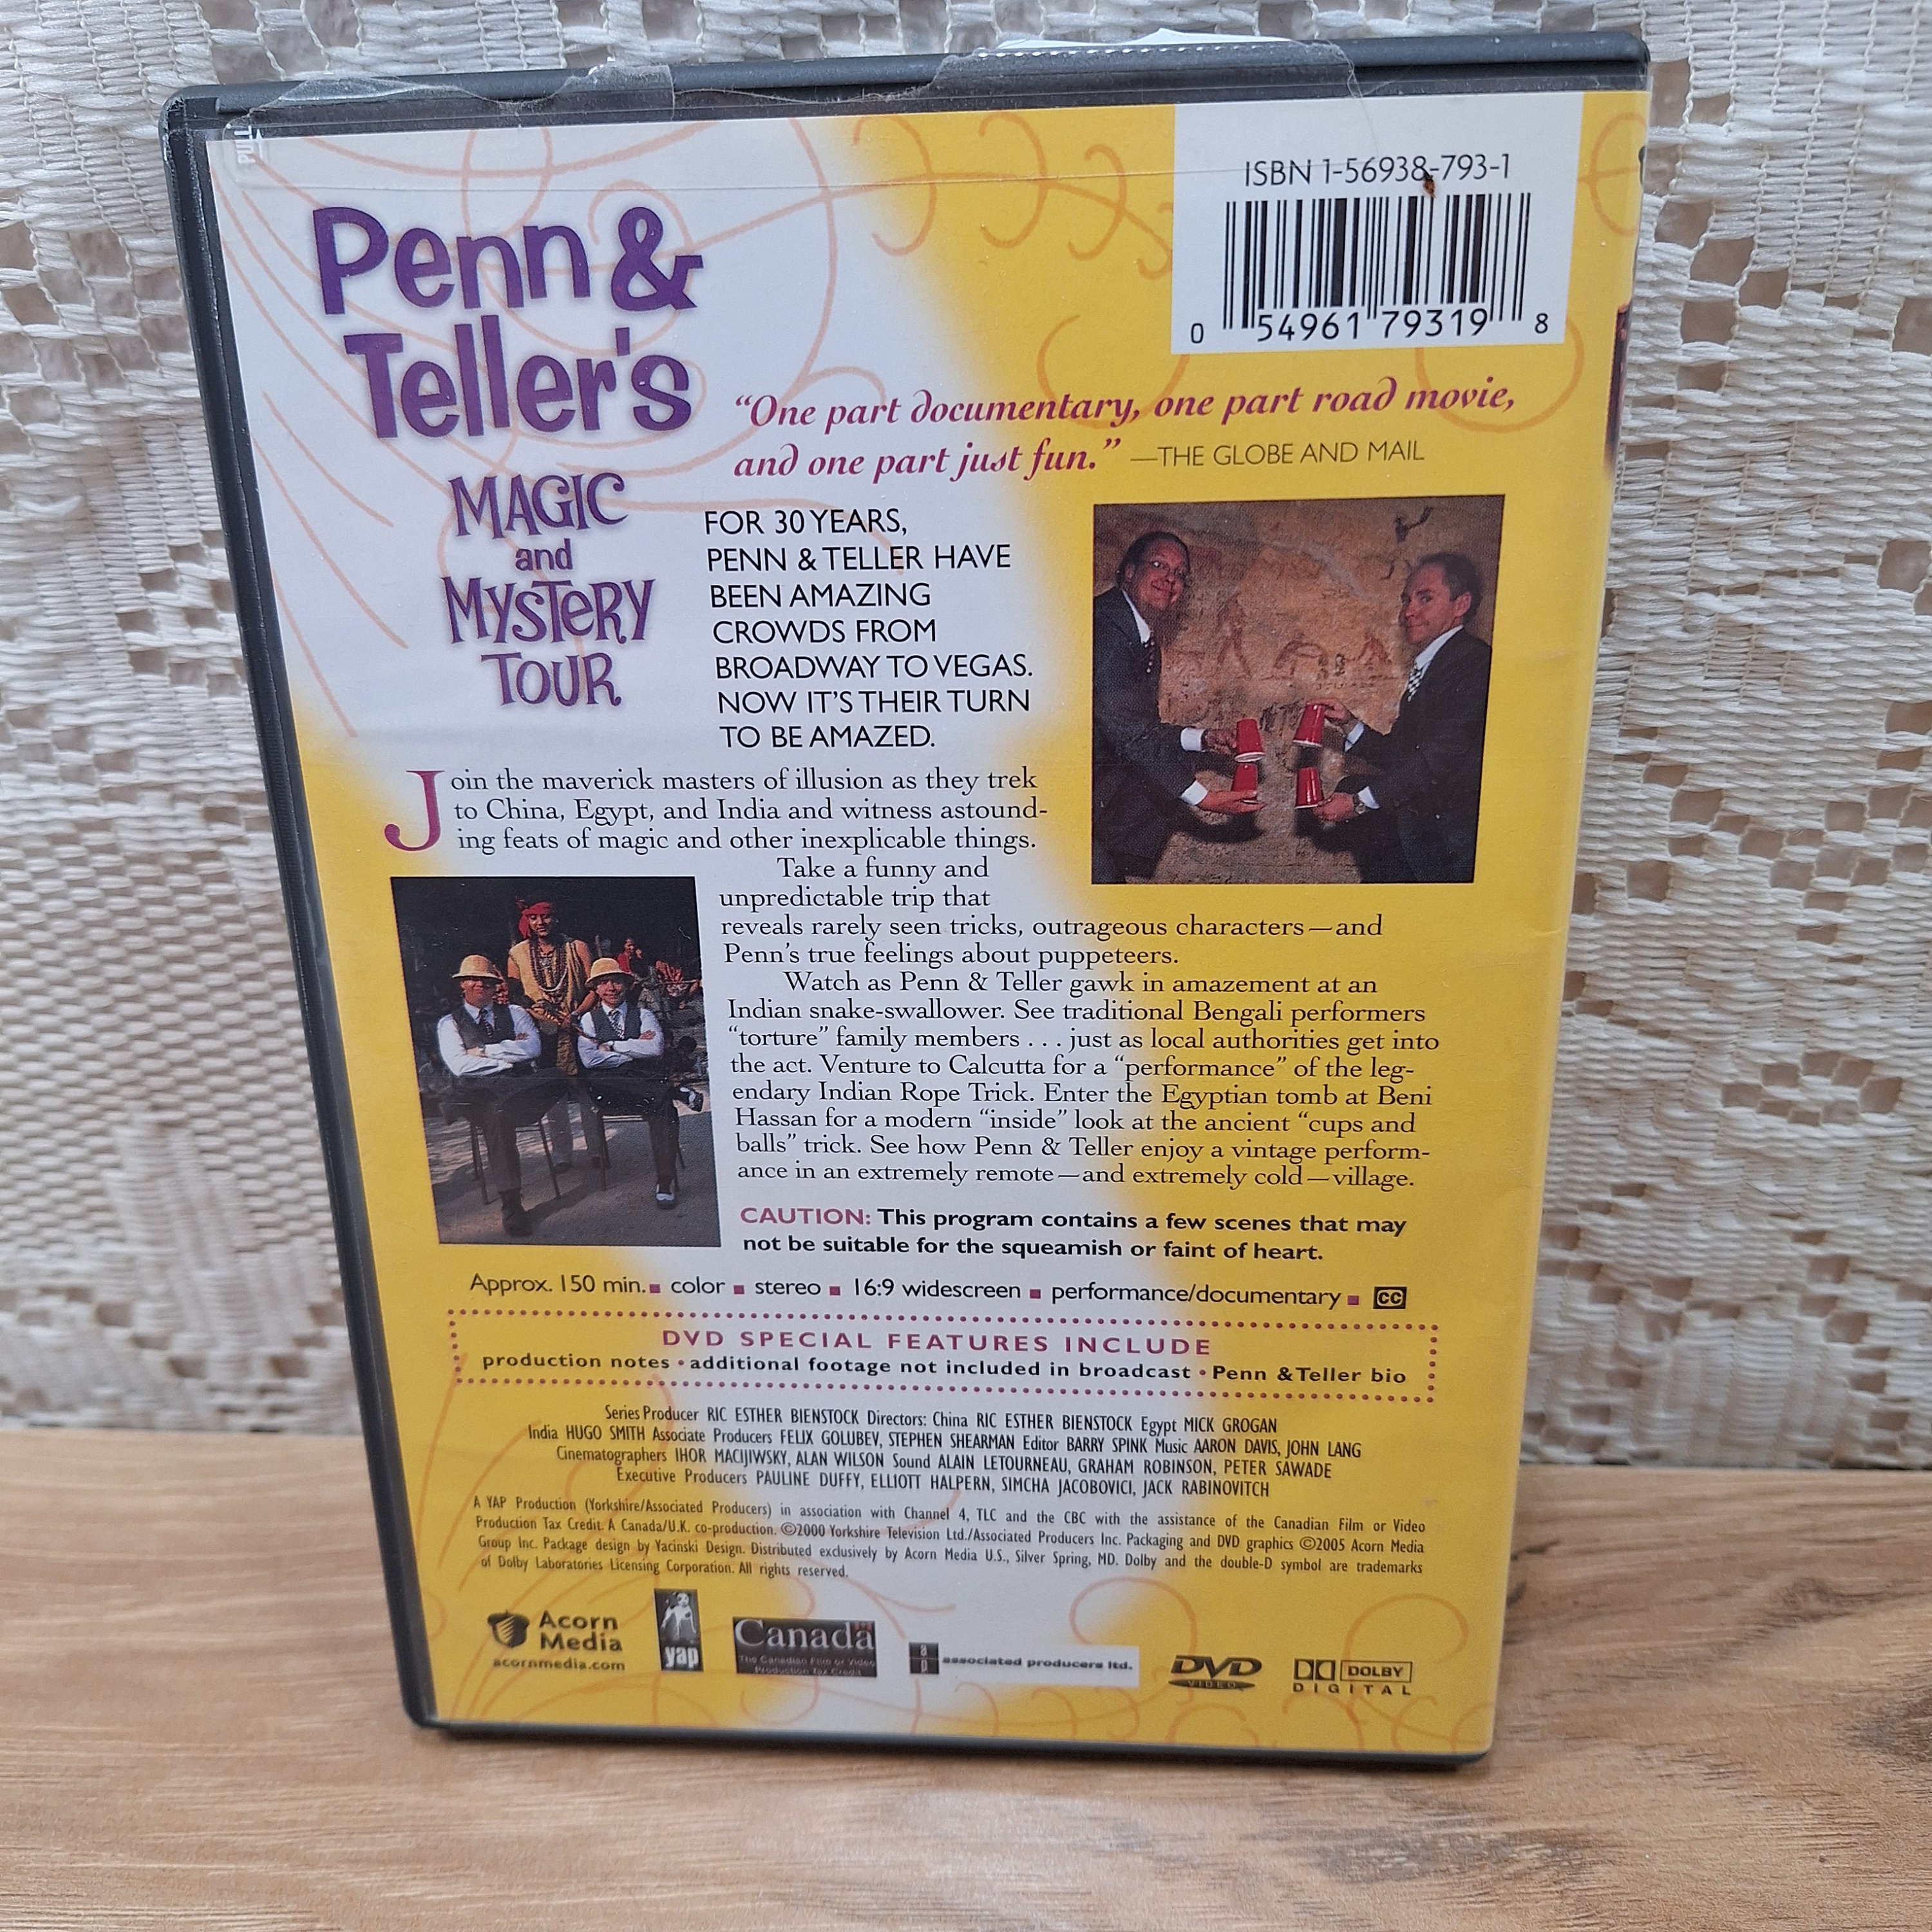 PULL
ISBN 1-56938-793-1
0 54961 79319 8
Penn &
Teller's
MAGIC
and
MYSTERY
TOUR
“One part documentary, one part road movie,
and one part just fun.” —THE GLOBE AND MAIL
FOR 30 YEARS,
PENN & TELLER HAVE
BEEN AMAZING
CROWDS FROM
BROADWAY TO VEGAS.
NOW IT'S THEIR TURN
TO BE AMAZED.
Join the maverick masters of illusion as they trek
to China, Egypt, and India and witness astound-
ing feats of magic and other inexplicable things.
Take a funny and
unpredictable trip that
reveals rarely seen tricks, outrageous characters—and
Penn's true feelings about puppeteers.
Watch as Penn & Teller gawk in amazement at an
Indian snake-swallower. See traditional Bengali performers
“torture” family members . . . just as local authorities get into
the act. Venture to Calcutta for a “performance” of the leg-
endary Indian Rope Trick. Enter the Egyptian tomb at Beni
Hassan for a modern “inside” look at the ancient “cups and
balls” trick. See how Penn & Teller enjoy a vintage perform-
ance in an extremely remote—and extremely cold—village.
CAUTION: This program contains a few scenes that may
not be suitable for the squeamish or faint of heart.
Approx. 150 min. ■ color ■ stereo ■ 16:9 widescreen ■ performance/documentary ■ CC
DVD SPECIAL FEATURES INCLUDE
production notes • additional footage not included in broadcast • Penn & Teller bio
Series Producer RIC ESTHER BIENSTOCK Directors: China RIC ESTHER BIENSTOCK Egypt MICK GROGAN
India HUGO SMITH Associate Producers FELIX GOLUBEV, STEPHEN SHEARMAN Editor BARRY SPINK Music AARON DAVIS, JOHN LANG
Cinematographers IHOR MACIJIWSKY, ALAN WILSON Sound ALAIN LETOURNEAU, GRAHAM ROBINSON, PETER SAWADE
Executive Producers PAULINE DUFFY, ELLIOTT HALPERN, SIMCHA JACOBOVICI, JACK RABINOVITCH
A YAP Production (Yorkshire/Associated Producers) in association with Channel 4, TLC and the CBC with the assistance of the Canadian Film or Video
Production Tax Credit. A Canada/U.K. co-production. ©2000 Yorkshire Television Ltd./Associated Producers Inc. Packaging and DVD graphics ©2005 Acorn Media
Group Inc. Package design by Yacinski Design. Distributed exclusively by Acorn Media U.S., Silver Spring, MD. Dolby and the double-D symbol are trademarks
of Dolby Laboratories Licensing Corporation. All rights reserved.
Acorn
Media
acornmedia.com
yap
Canada
The Canadian Film or Video
Production Tax Credit
a
p
associated producers ltd.
DVD
VIDEO
DOLBY
DIGITAL